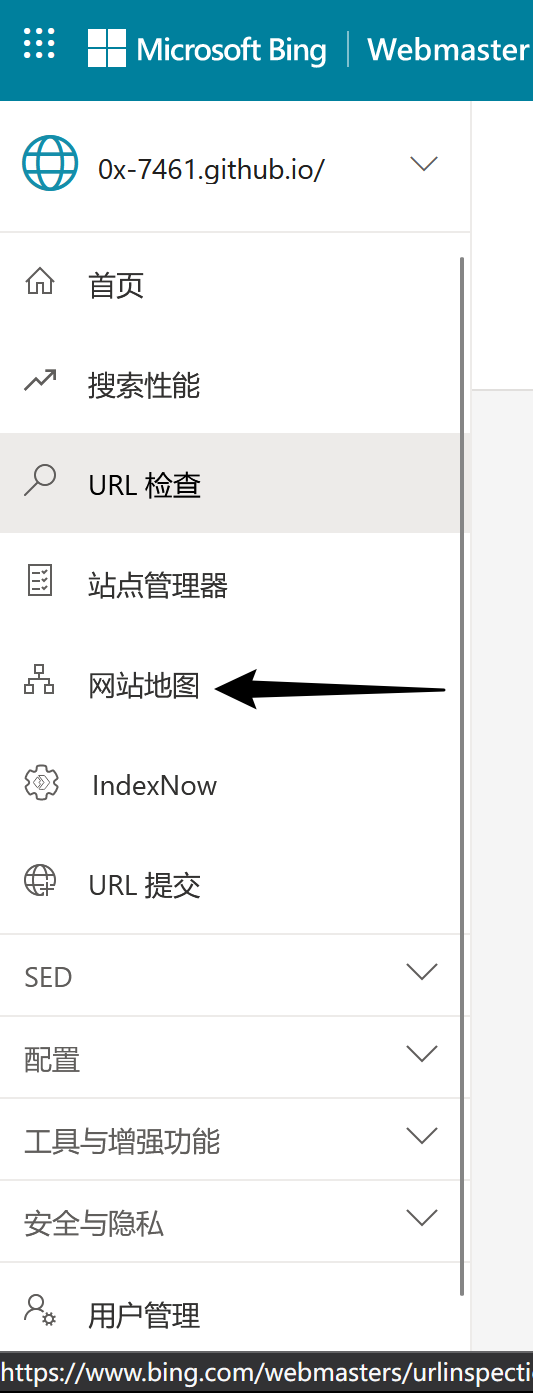 Microsoft Bing | Webmaster
0x-7461.github.io/
首页
搜索性能
URL 检查
站点管理器
网站地图
IndexNow
URL 提交
SED
配置
工具与增强功能
安全与隐私
用户管理
https://www.bing.com/webmasters/urlinspecti